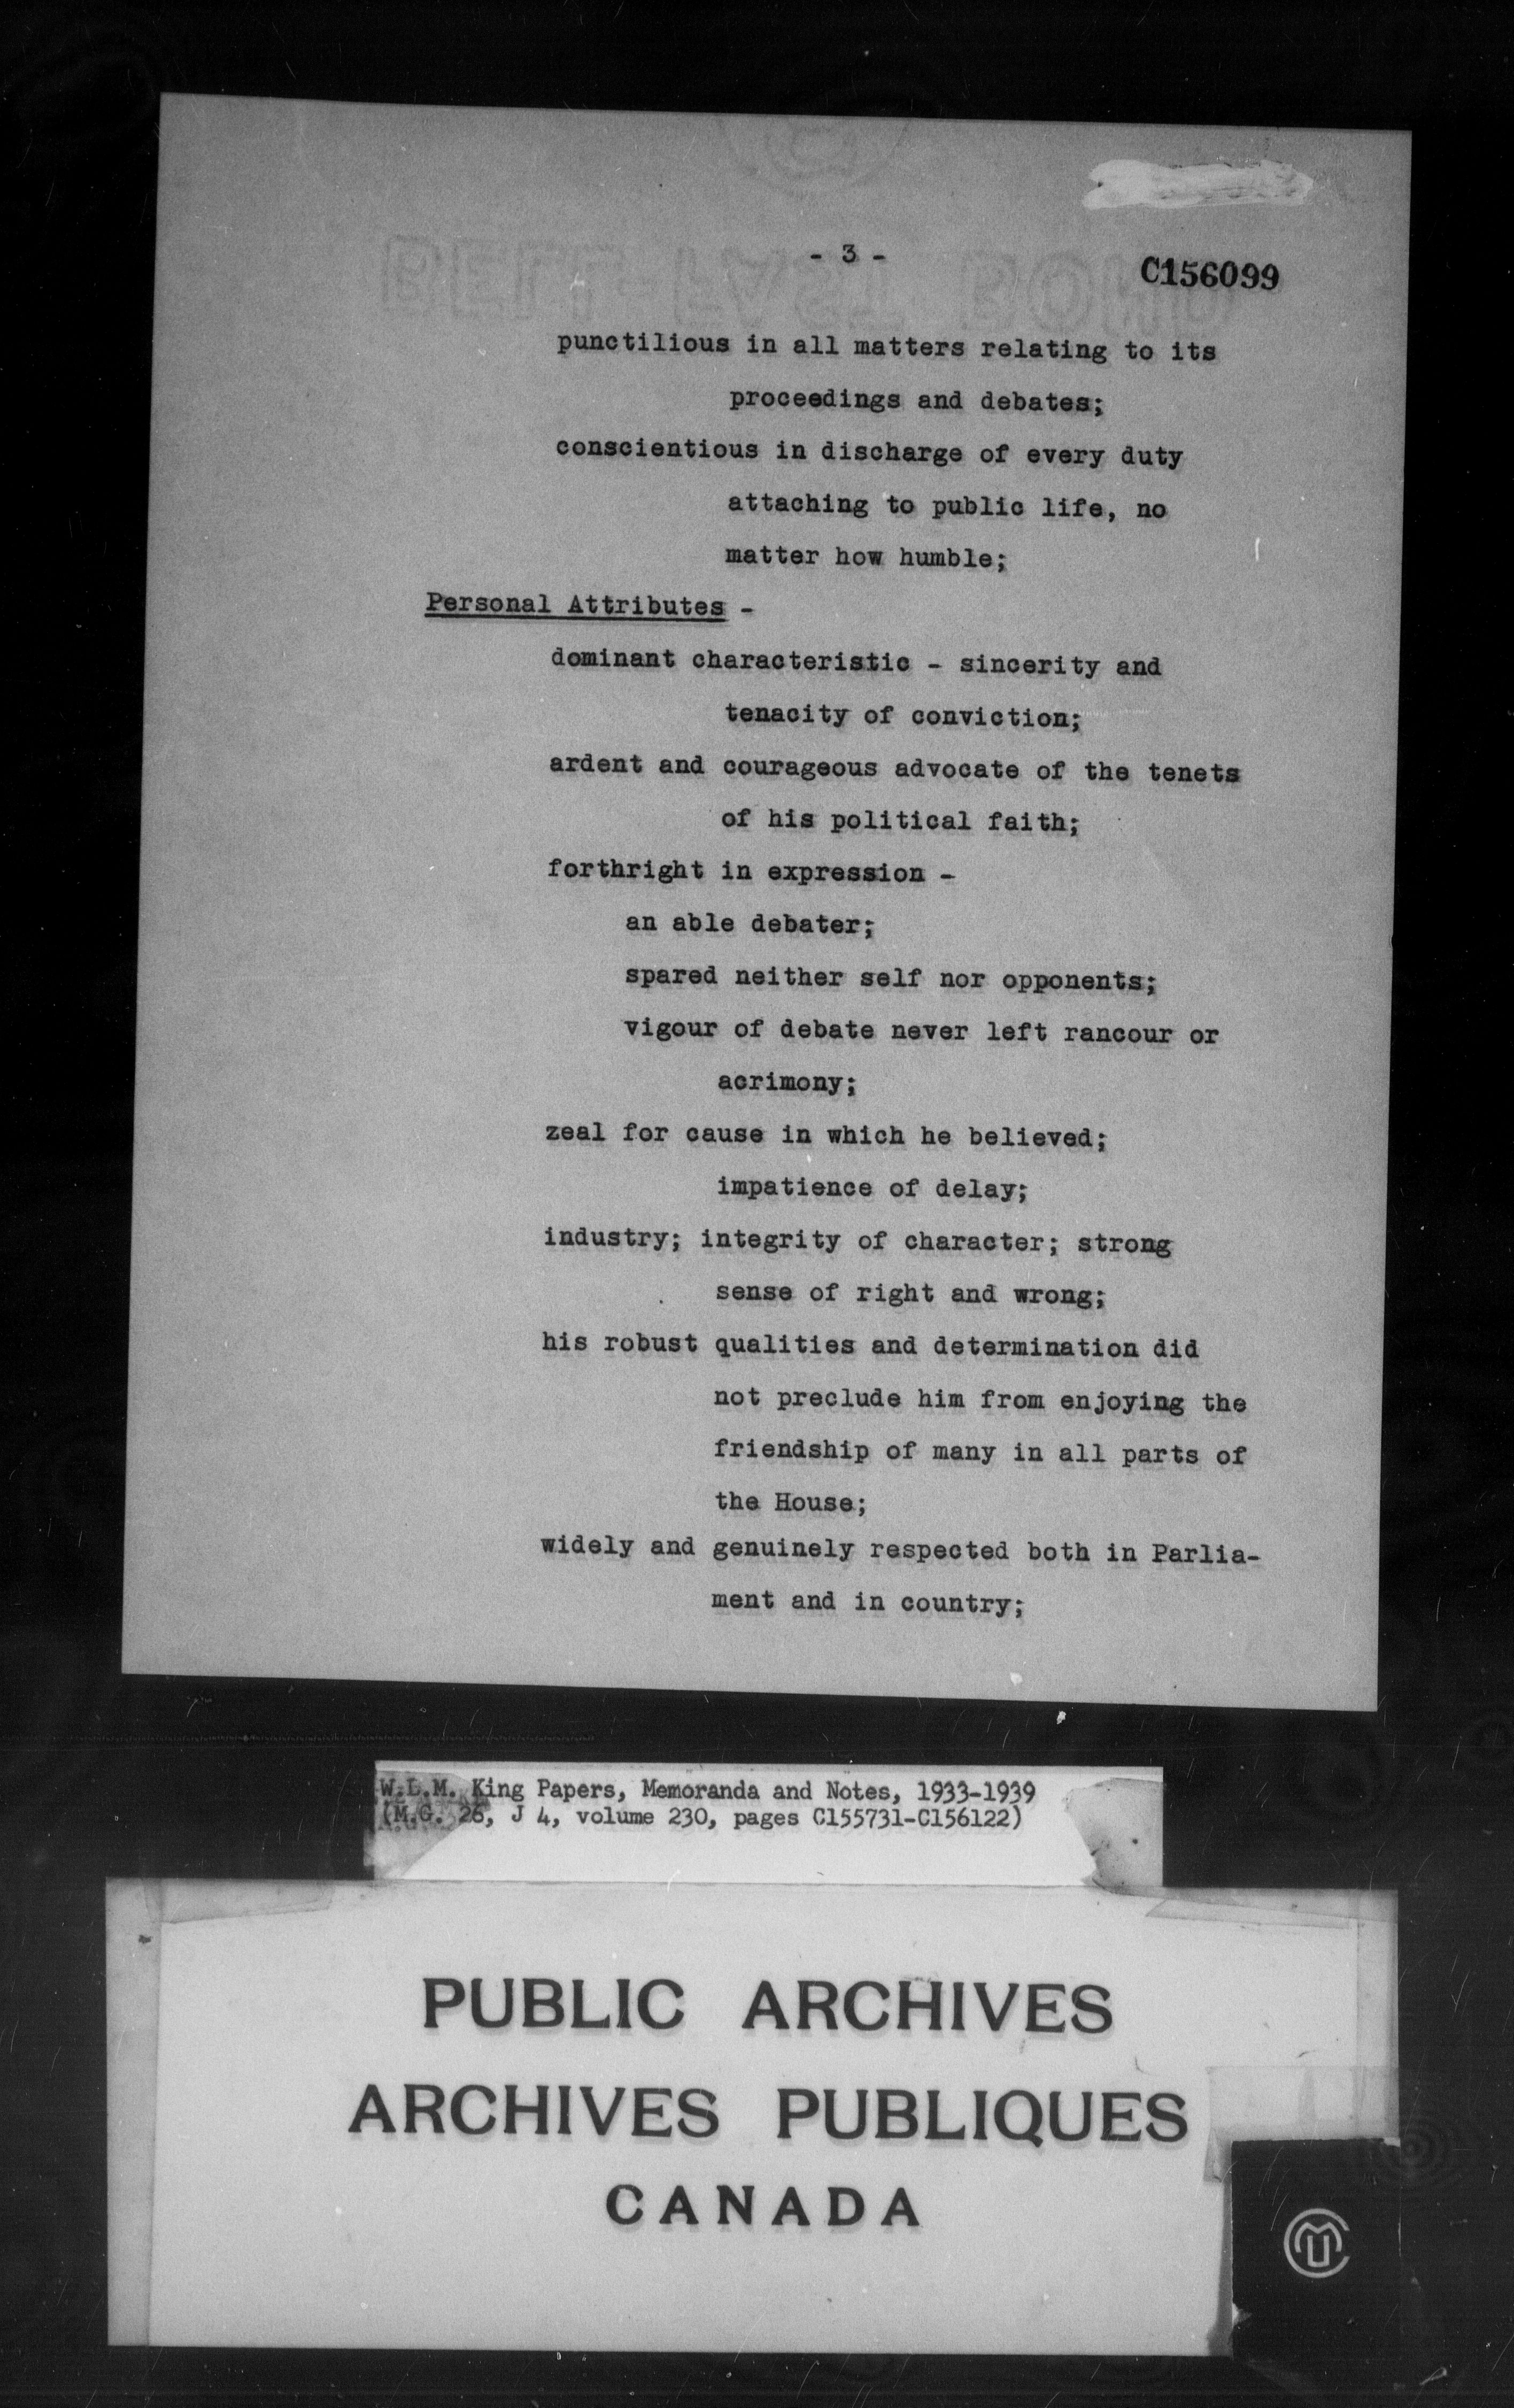 - 3 -
C156099
punctilious in all matters relating to its
proceedings and debates;
conscientious in discharge of every duty
attaching to public life, no
matter how humble;
Personal Attributes -
dominant characteristic - sincerity and
tenacity of conviction;
ardent and courageous advocate of the tenets
of his political faith;
forthright in expression -
an able debater;
spared neither self nor opponents;
vigour of debate never left rancour or
acrimony;
zeal for cause in which he believed;
impatience of delay;
industry; integrity of character; strong
sense of right and wrong;
his robust qualities and determination did
not preclude him from enjoying the
friendship of many in all parts of
the House;
widely and genuinely respected both in Parlia-
ment and in country;
W.L.M. King Papers, Memoranda and Notes, 1933-1939
(M.G. 26, J 4, volume 230, pages C155731-C156122)
PUBLIC ARCHIVES
ARCHIVES PUBLIQUES
CANADA